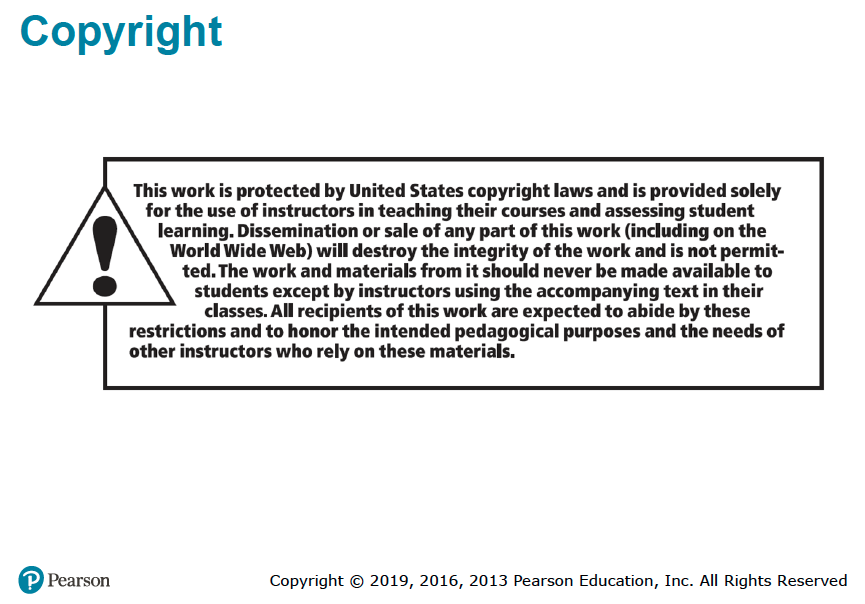 Copyright
This work is protected by United States copyright laws and is provided solely
for the use of instructors in teaching their courses and assessing student
learning. Dissemination or sale of any part of this work (including on the
World Wide Web) will destroy the integrity of the work and is not permit-
ted. The work and materials from it should never be made available to
students except by instructors using the accompanying text in their
classes. All recipients of this work are expected to abide by these
restrictions and to honor the intended pedagogical purposes and the needs of
other instructors who rely on these materials.
Pearson
Copyright © 2019, 2016, 2013 Pearson Education, Inc. All Rights Reserved